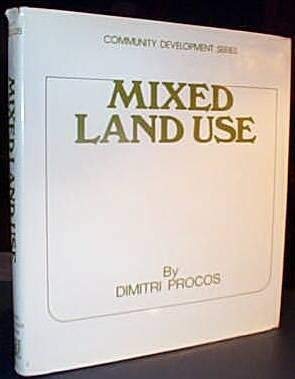 COMMUNITY DEVELOPMENT SERIES
MIXED
LAND USE
By
DIMITRI PROCOS
MIXED LAND USE